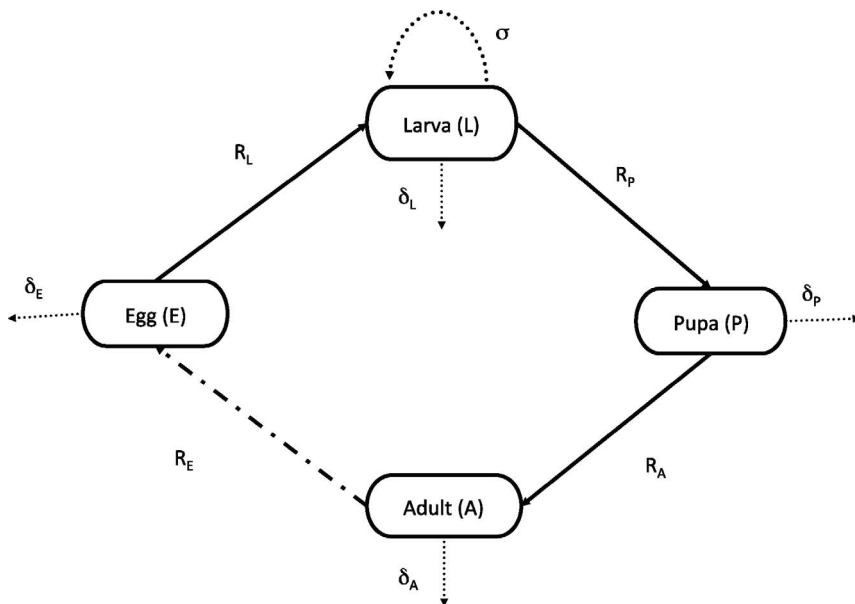 σ
Larva (L)
R_L
R_P
δ_L
δ_E
δ_P
Egg (E)
Pupa (P)
R_E
R_A
Adult (A)
δ_A